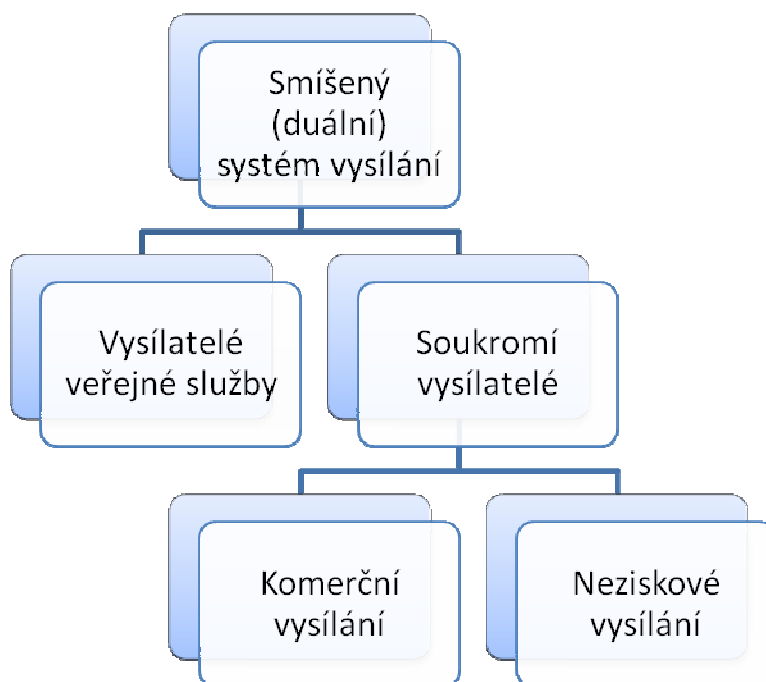 Smíšený
(duální)
systém vysílání
Vysílatelé
veřejné služby
Soukromí
vysílatelé
Komerční
vysílání
Neziskové
vysílání